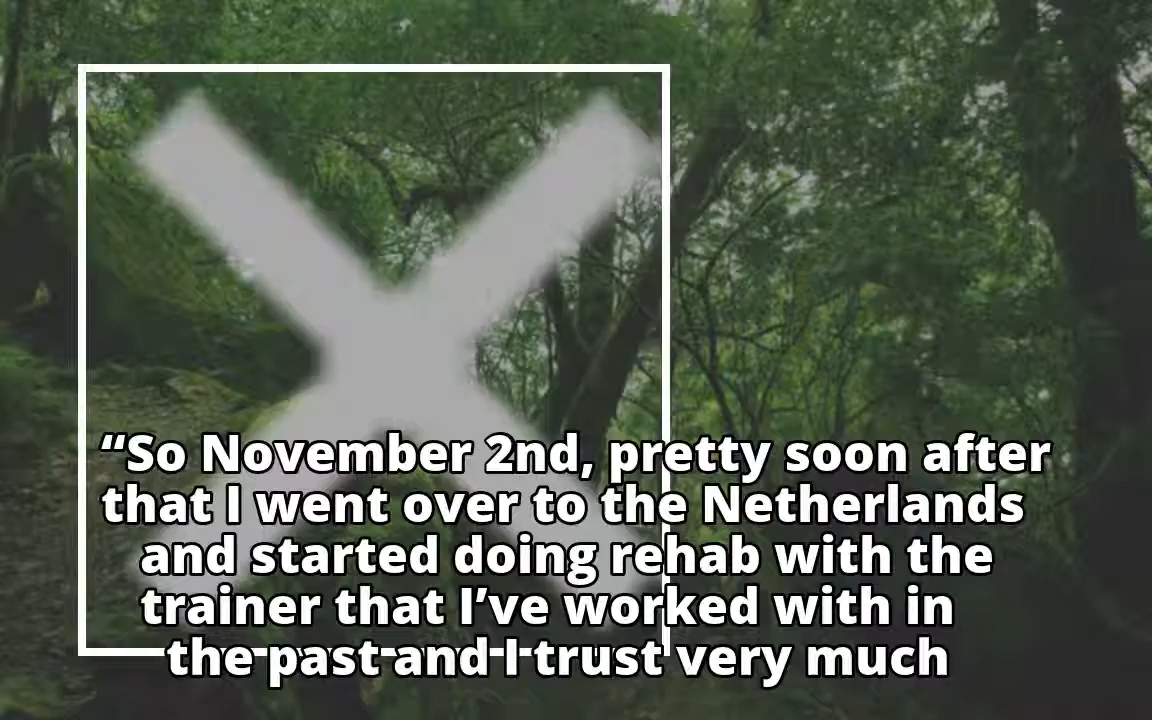 “So November 2nd, pretty soon after
that I went over to the Netherlands
and started doing rehab with the
trainer that I’ve worked with in
the past and I trust very much